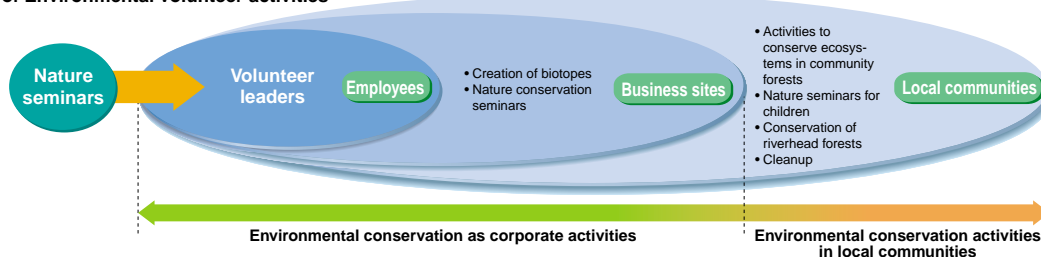 Environmental volunteer activities
Nature
seminars
Volunteer
leaders
Employees
• Creation of biotopes
• Nature conservation
seminars
Business sites
• Activities to
conserve ecosys-
tems in community
forests
• Nature seminars for
children
• Conservation of
riverhead forests
• Cleanup
Local communities
Environmental conservation as corporate activities
Environmental conservation activities
in local communities